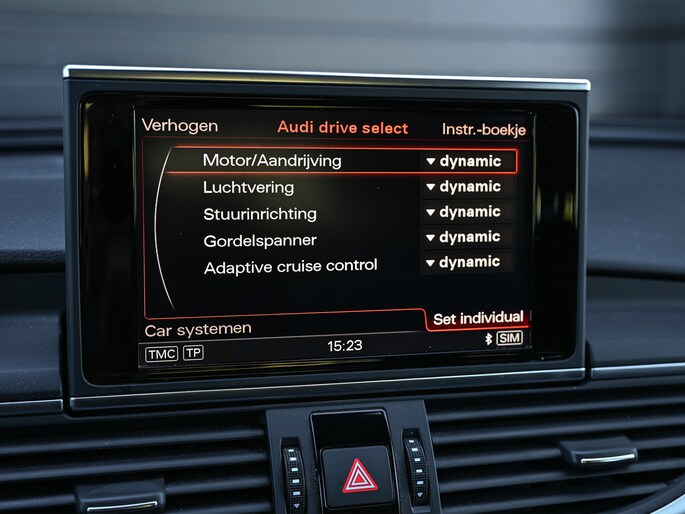 Verhogen Audi drive select Instr.-boekje
Motor/Aandrijving dynamic
Luchtvering dynamic
Stuurinrichting dynamic
Gordelspanner dynamic
Adaptive cruise control dynamic
Set individual
Car systemen
TMC TP 15:23 SIM